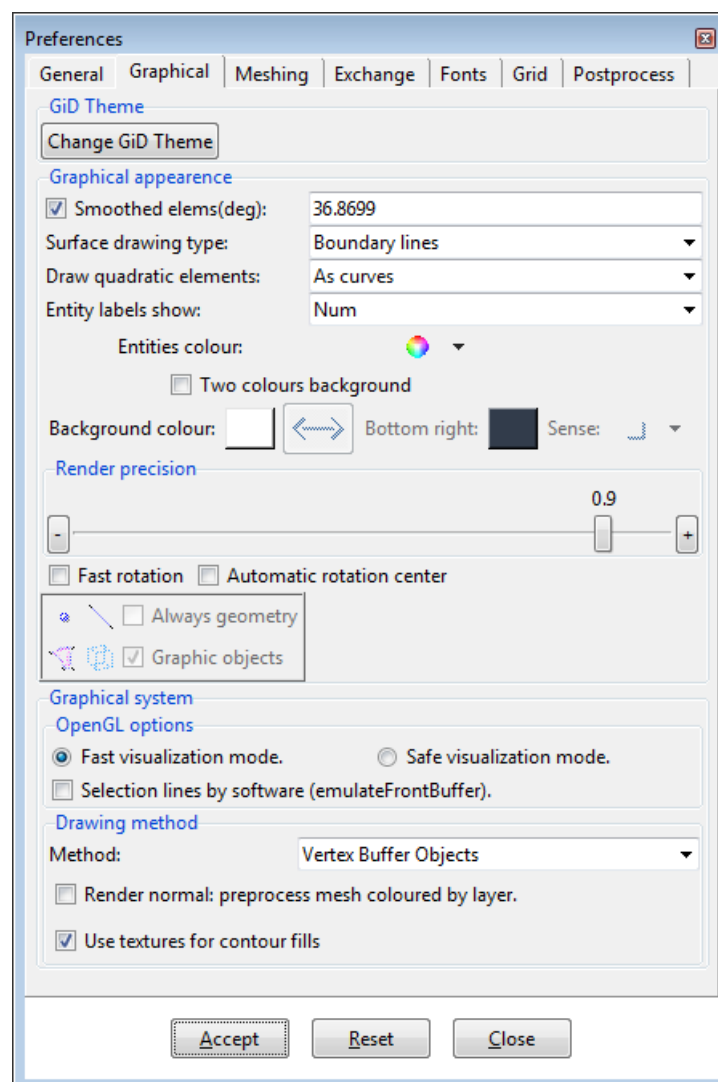 Preferences
General Graphical Meshing Exchange Fonts Grid Postprocess
GiD Theme
Change GiD Theme
Graphical appearence
Smoothed elems(deg): 36.8699
Surface drawing type: Boundary lines
Draw quadratic elements: As curves
Entity labels show: Num
Entities colour:
Two colours background
Background colour: Bottom right: Sense:
Render precision
0.9
- +
Fast rotation Automatic rotation center
Always geometry
Graphic objects
Graphical system
OpenGL options
Fast visualization mode. Safe visualization mode.
Selection lines by software (emulateFrontBuffer).
Drawing method
Method: Vertex Buffer Objects
Render normal: preprocess mesh coloured by layer.
Use textures for contour fills
Accept Reset Close